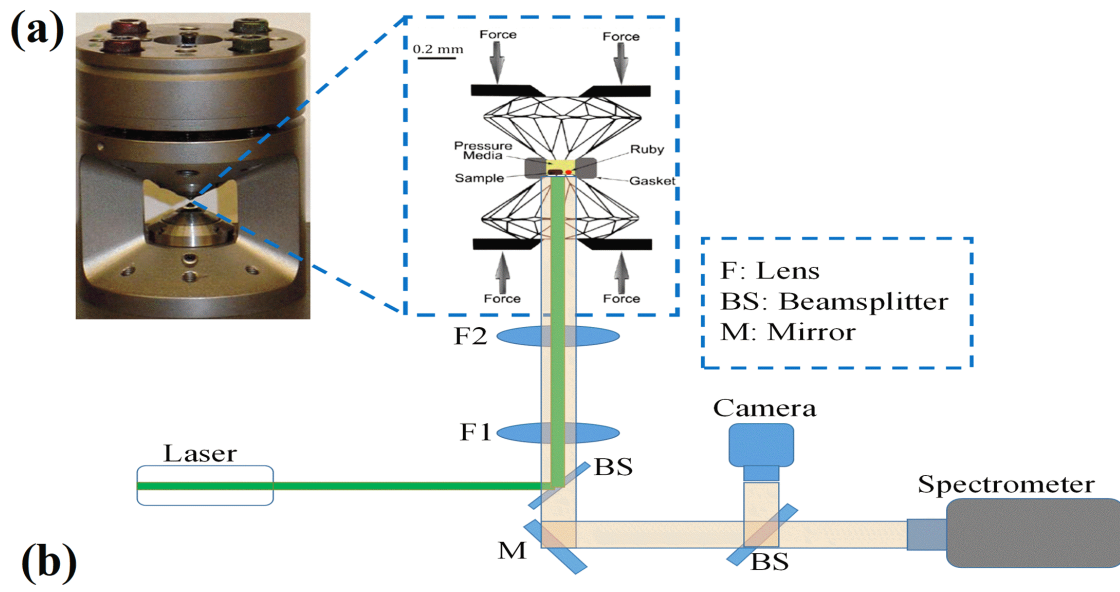 (a)
0.2 mm
Force
Force
Pressure
Media
Ruby
Sample
Gasket
Force
Force
F: Lens
BS: Beamsplitter
M: Mirror
F2
F1
Camera
Laser
BS
Spectrometer
M
BS
(b)